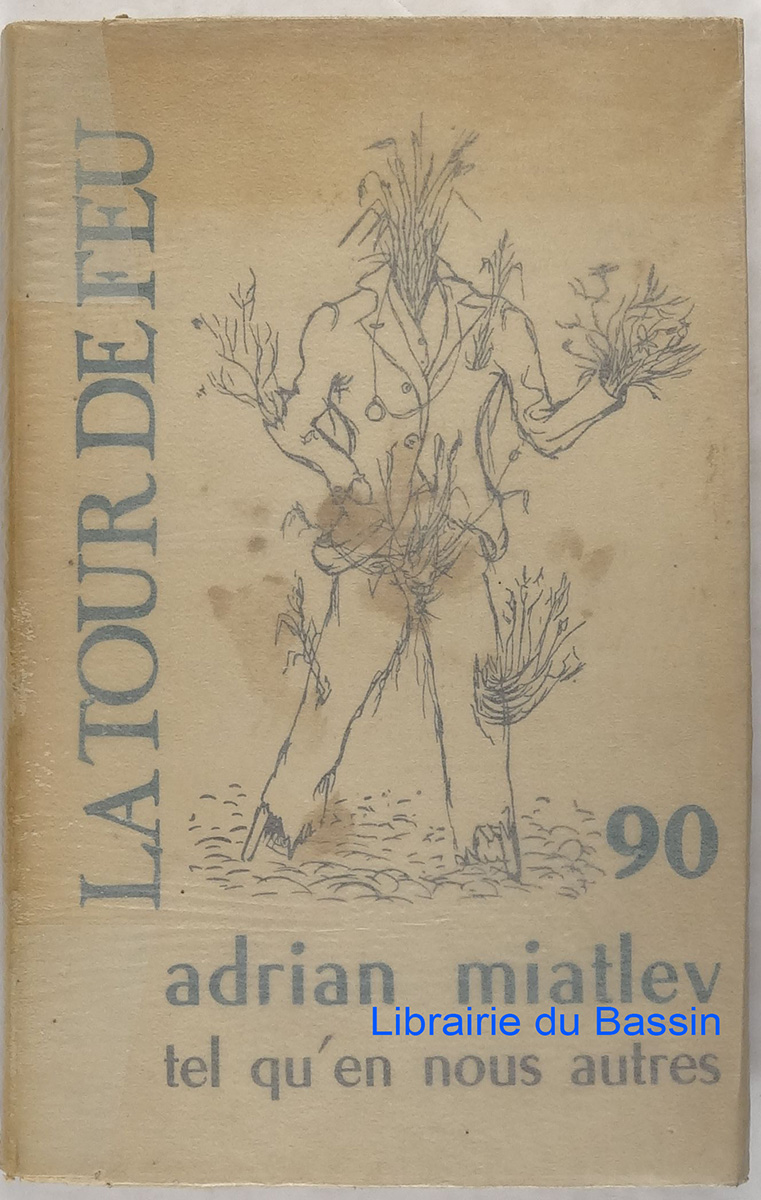 LA TOUR DE FEU
90
adrian miatlev
Librairie du Bassin
tel qu'en nous autres